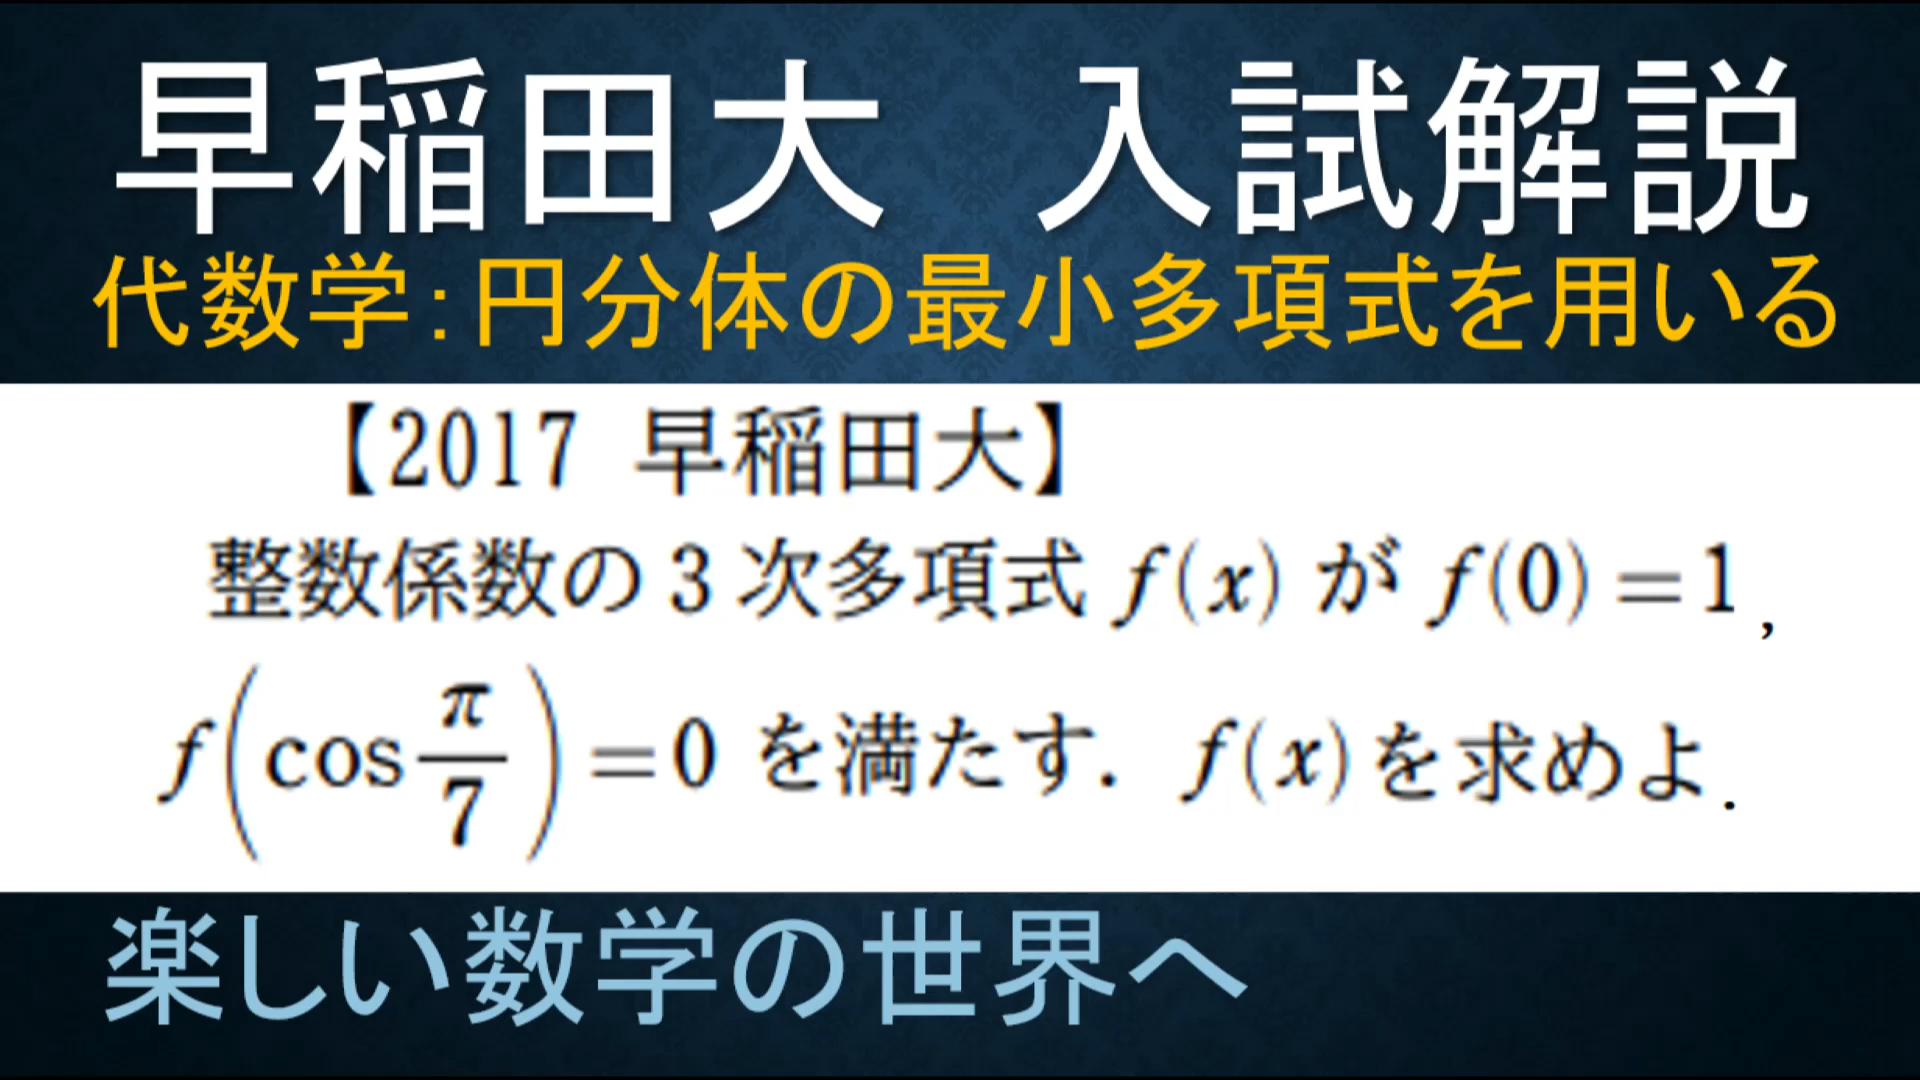 早稲田大 入試解説
代数学:円分体の最小多項式を用いる
【2017 早稲田大】
整数係数の 3 次多項式 f(x) が f(0)=1,
f(cos π/7)=0 を満たす. f(x)を求めよ.
楽しい数学の世界へ